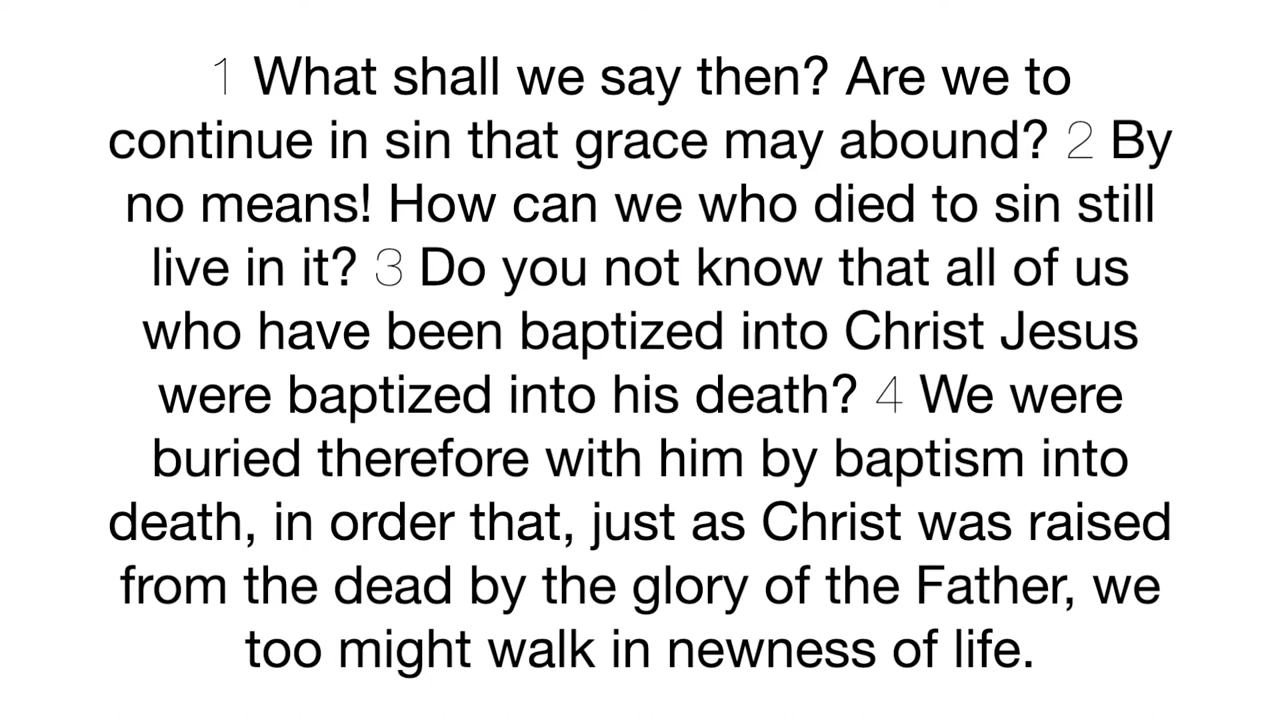 1 What shall we say then? Are we to
continue in sin that grace may abound? 2 By
no means! How can we who died to sin still
live in it? 3 Do you not know that all of us
who have been baptized into Christ Jesus
were baptized into his death? 4 We were
buried therefore with him by baptism into
death, in order that, just as Christ was raised
from the dead by the glory of the Father, we
too might walk in newness of life.